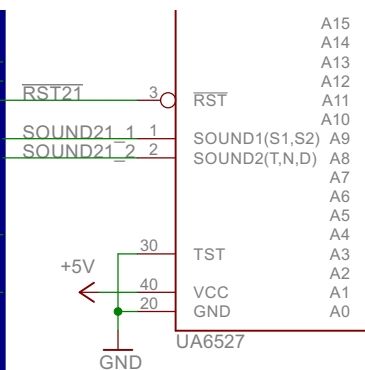 A15
A14
A13
A12
RST21 3 RST A11
A10
SOUND21_1 1 SOUND1(S1,S2) A9
SOUND21_2 2 SOUND2(T,N,D) A8
A7
A6
A5
A4
30 TST A3
+5V A2
40 VCC A1
20 GND A0
UA6527
GND